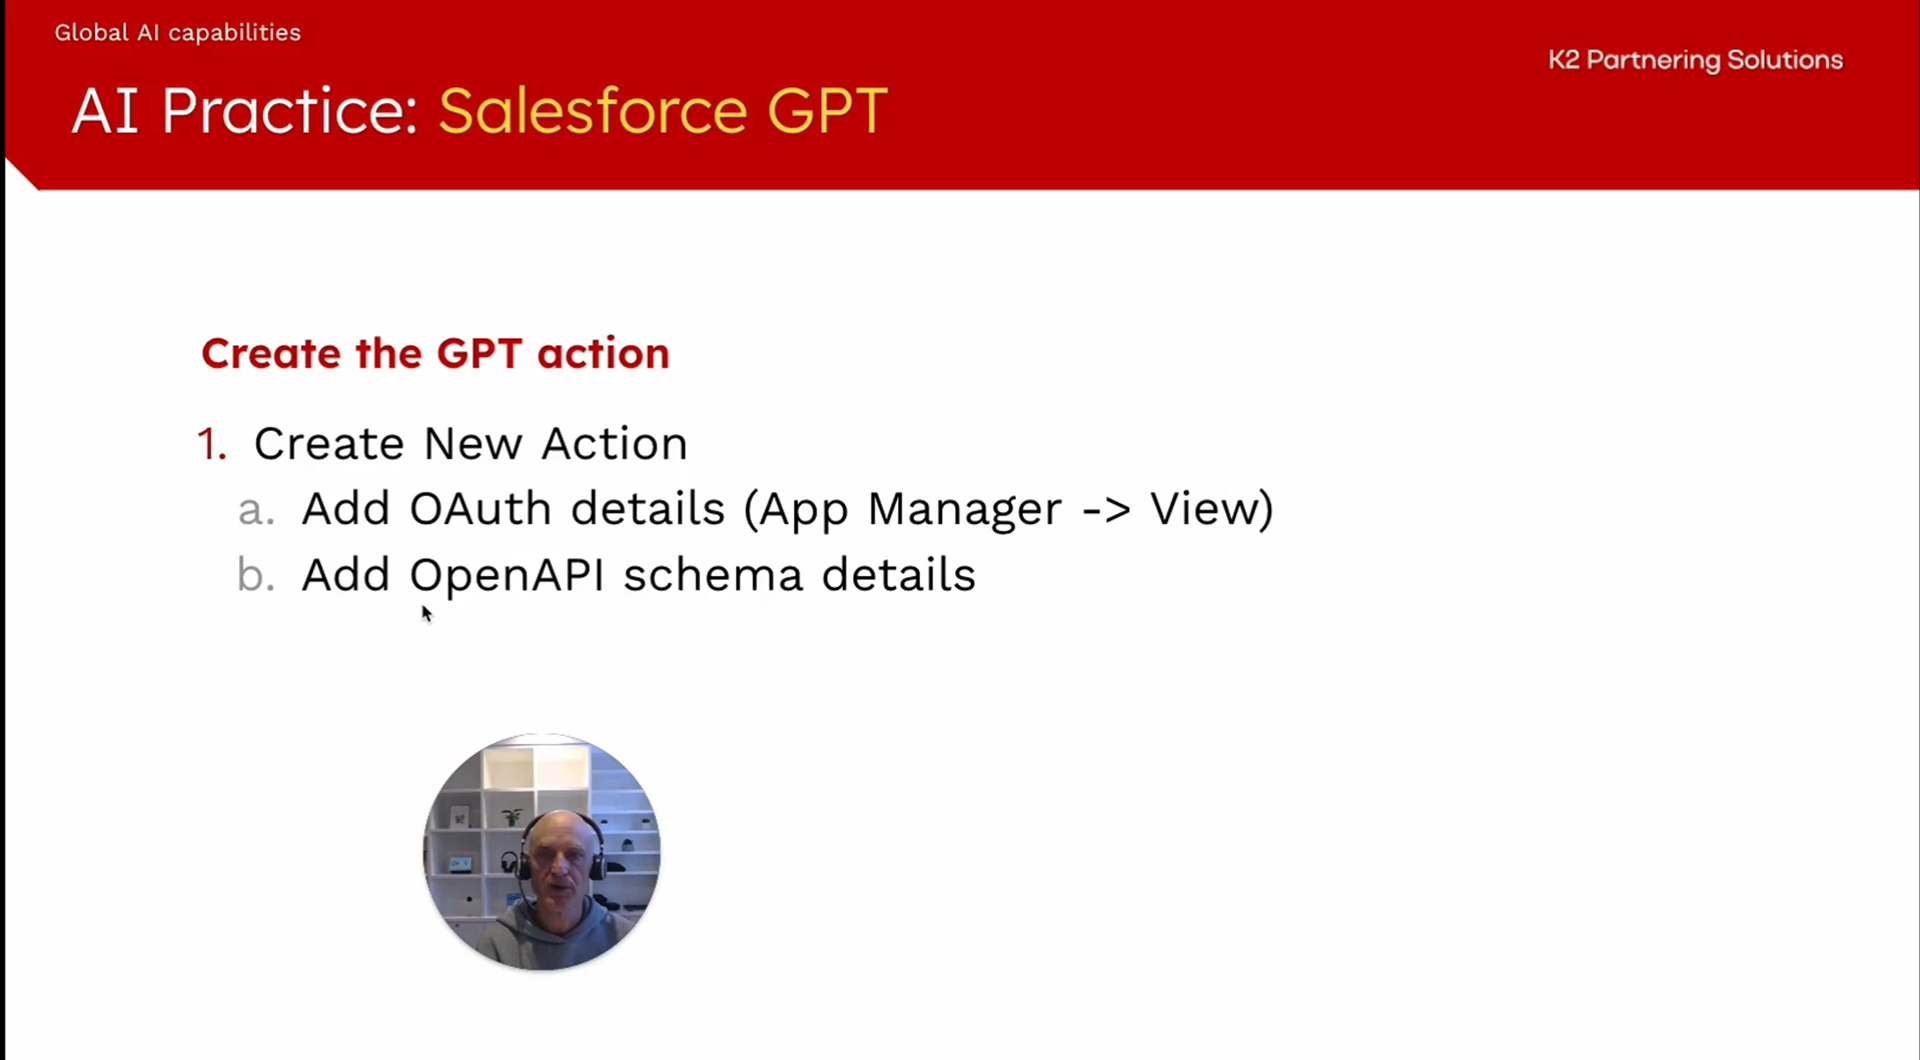 Global AI capabilities
K2 Partnering Solutions
AI Practice: Salesforce GPT
Create the GPT action
1. Create New Action
a. Add OAuth details (App Manager -> View)
b. Add OpenAPI schema details